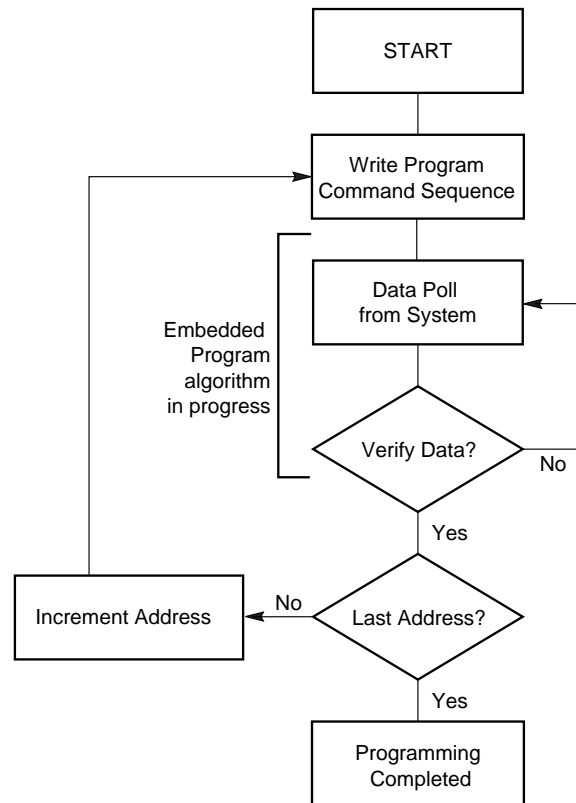 START
Write Program
Command Sequence
Data Poll
from System
Embedded
Program
algorithm
in progress
Verify Data?
No
Yes
Last Address?
No
Increment Address
Yes
Programming
Completed